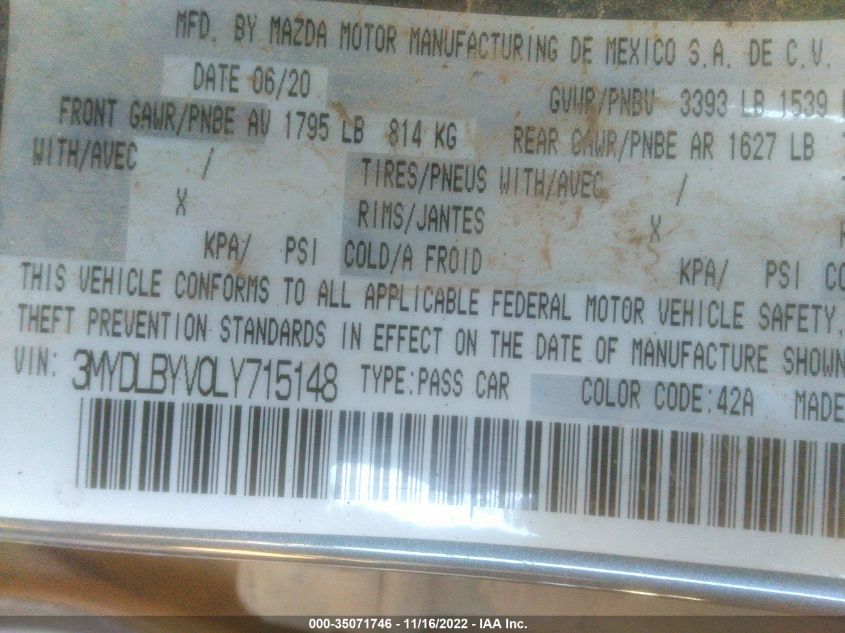 MFD. BY MAZDA MOTOR MANUFACTURING DE MEXICO S.A. DE C.V.
DATE 06/20
GVWR/PNBV 3393 LB 1539
FRONT GAWR/PNBE AV 1795 LB 814 KG REAR GAWR/PNBE AR 1627 LB
WITH/AVEC / TIRES/PNEUS WITH/AVEC /
X RIMS/JANTES X
KPA/ PSI COLD/A FROID KPA/ PSI CO
THIS VEHICLE CONFORMS TO ALL APPLICABLE FEDERAL MOTOR VEHICLE SAFETY,
THEFT PREVENTION STANDARDS IN EFFECT ON THE DATE OF MANUFACTURE SHOWN
VIN: 3MYDLBYV0LY715148 TYPE:PASS CAR COLOR CODE:42A MADE
000-35071746 - 11/16/2022 - IAA Inc.